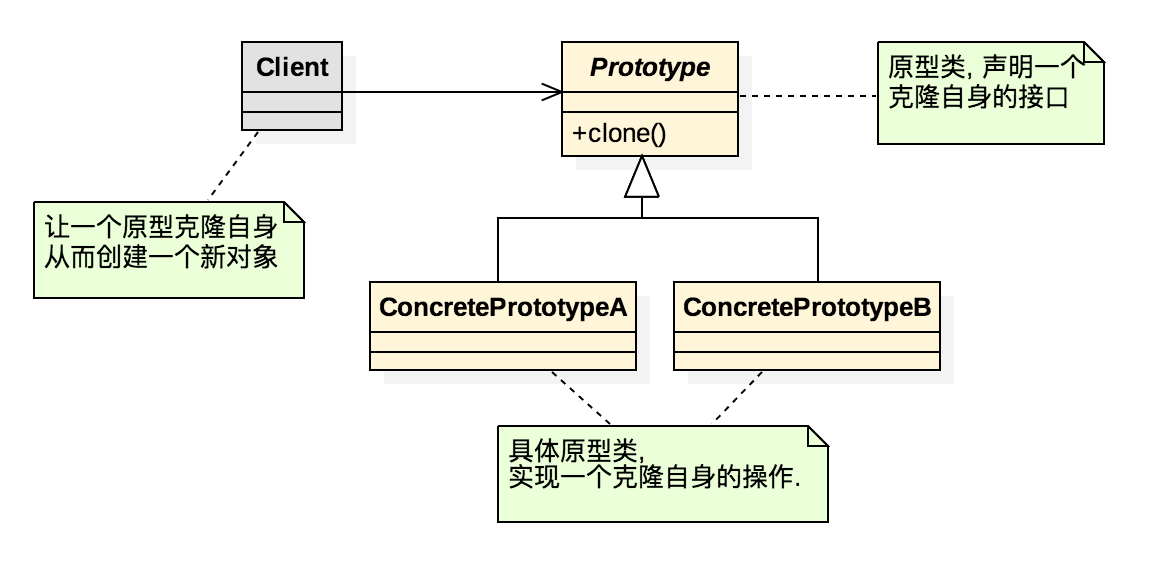 Client
Prototype
+clone()
原型类, 声明一个
克隆自身的接口
让一个原型克隆自身
从而创建一个新对象
ConcretePrototypeA
ConcretePrototypeB
具体原型类,
实现一个克隆自身的操作.